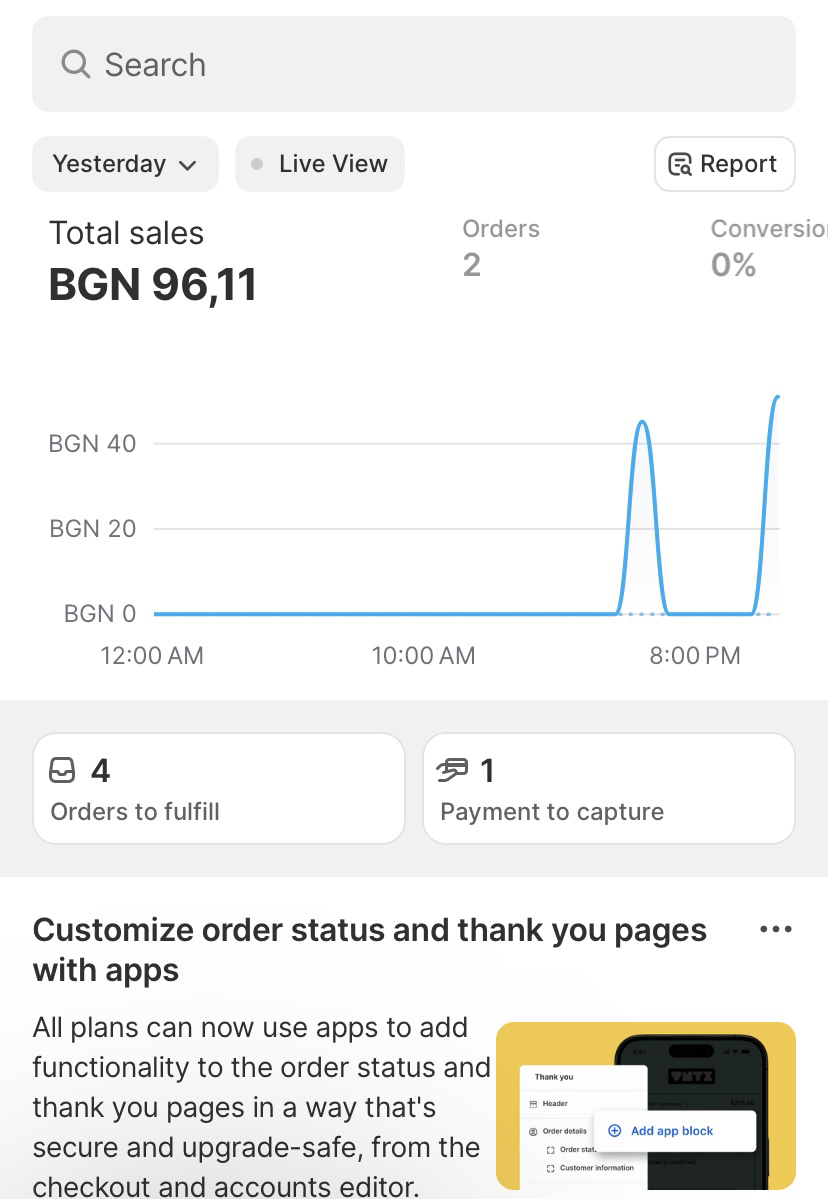 Search
Yesterday
Live View
Report
Total sales
BGN 96,11
Orders
2
Conversio
0%
BGN 40
BGN 20
BGN 0
12:00 AM
10:00 AM
8:00 PM
4
Orders to fulfill
1
Payment to capture
Customize order status and thank you pages
with apps
All plans can now use apps to add
functionality to the order status and
thank you pages in a way that's
secure and upgrade-safe, from the
checkout and accounts editor.
Thank you
Header
Order details
Add app block
Order stat
Customer information